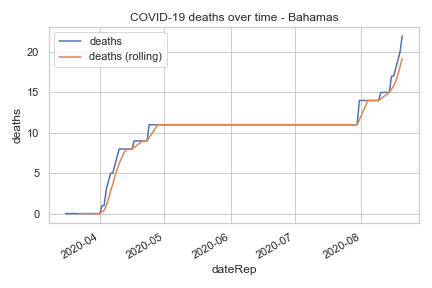 COVID-19 deaths over time - Bahamas
deaths
deaths (rolling)
deaths
20
15
10
5
0
2020-04
2020-05
2020-06
2020-07
2020-08
dateRep